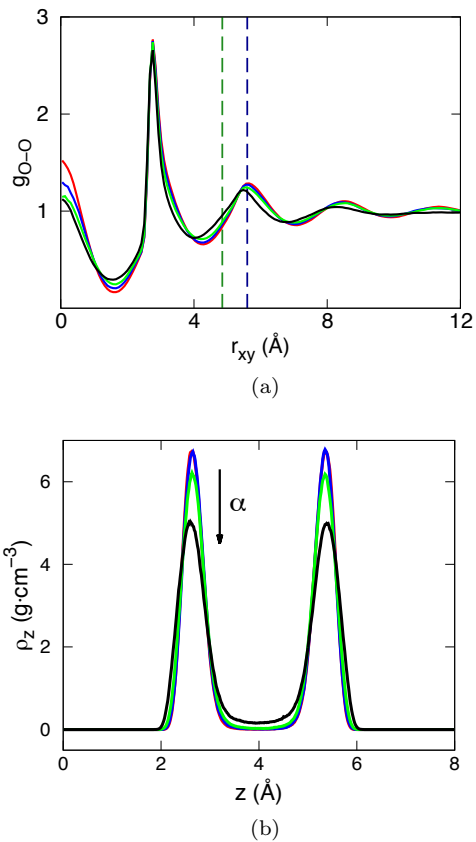 3
2
1
g_O–O
0 4 8 12
r_xy (Å)
(a)
6
4
2
0
ρ_z (g·cm⁻³)
α
0 2 4 6 8
z (Å)
(b)